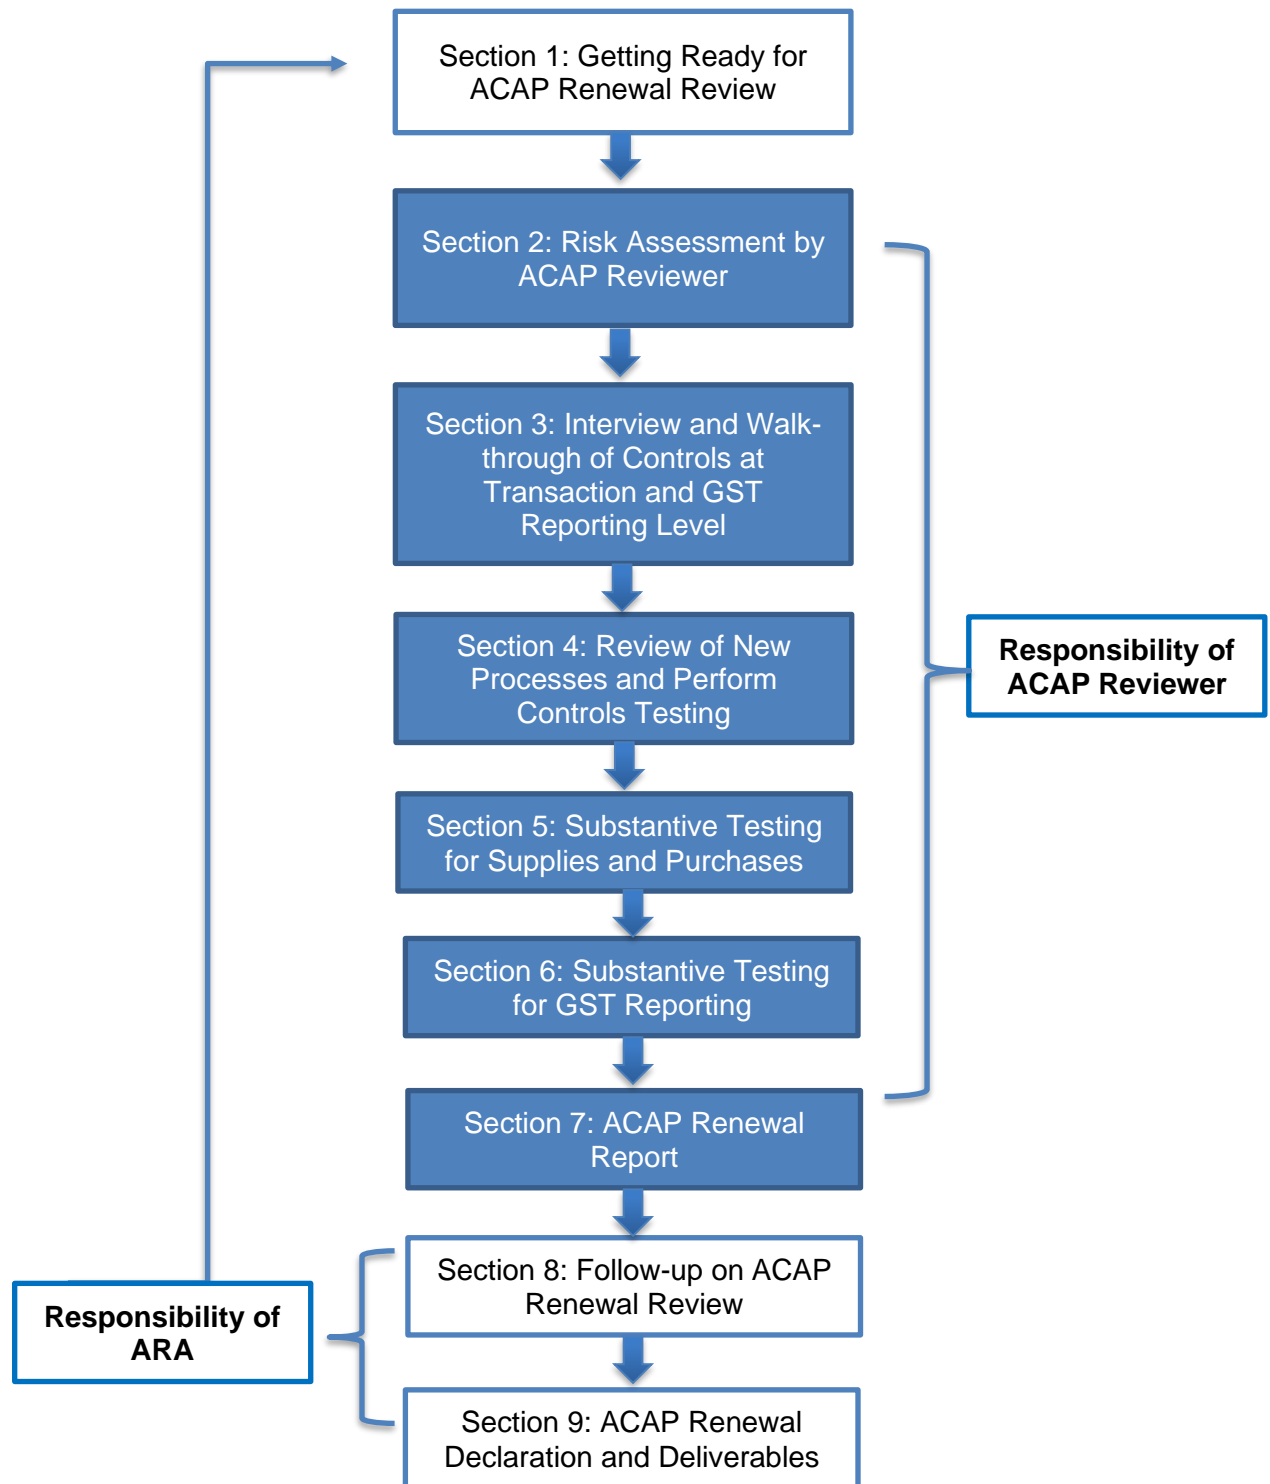 Section 1: Getting Ready for
ACAP Renewal Review
Section 2: Risk Assessment by
ACAP Reviewer
Section 3: Interview and Walk-
through of Controls at
Transaction and GST
Reporting Level
Section 4: Review of New
Processes and Perform
Controls Testing
Responsibility of
ACAP Reviewer
Section 5: Substantive Testing
for Supplies and Purchases
Section 6: Substantive Testing
for GST Reporting
Section 7: ACAP Renewal
Report
Section 8: Follow-up on ACAP
Renewal Review
Responsibility of
ARA
Section 9: ACAP Renewal
Declaration and Deliverables